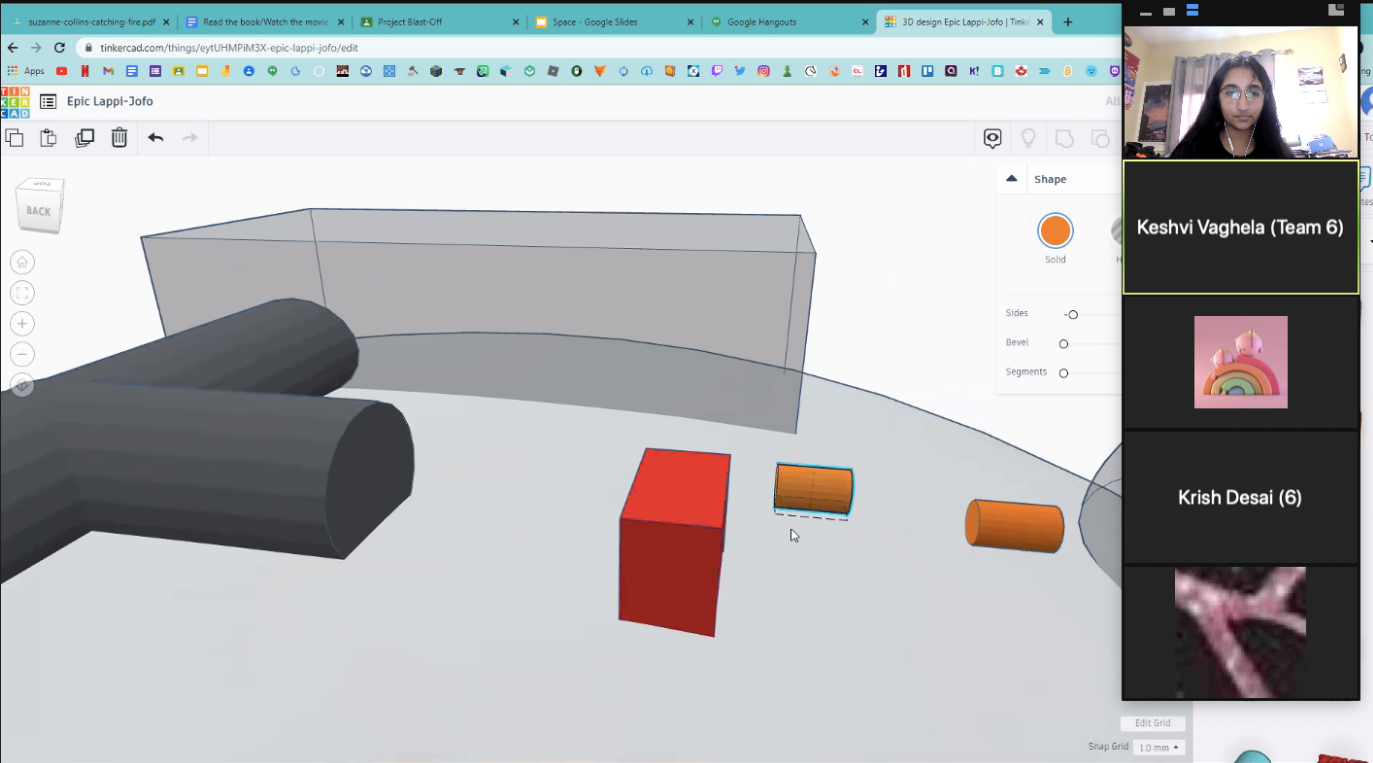 suzanne-collins-catching-fire.pdf
Read the book/Watch the movie
Project Blast-Off
Space - Google Slides
Google Hangouts
3D design Epic Lappi-Jofo | Tinke
tinkercad.com/things/eytUHMPiM3X-epic-lappi-jofo/edit
Apps
TIN
KER
CAD
Epic Lappi-Jofo
All
BACK
Shape
Solid
H
Sides
Bevel
Segments
Edit Grid
Snap Grid 1.0 mm
Keshvi Vaghela (Team 6)
Krish Desai (6)